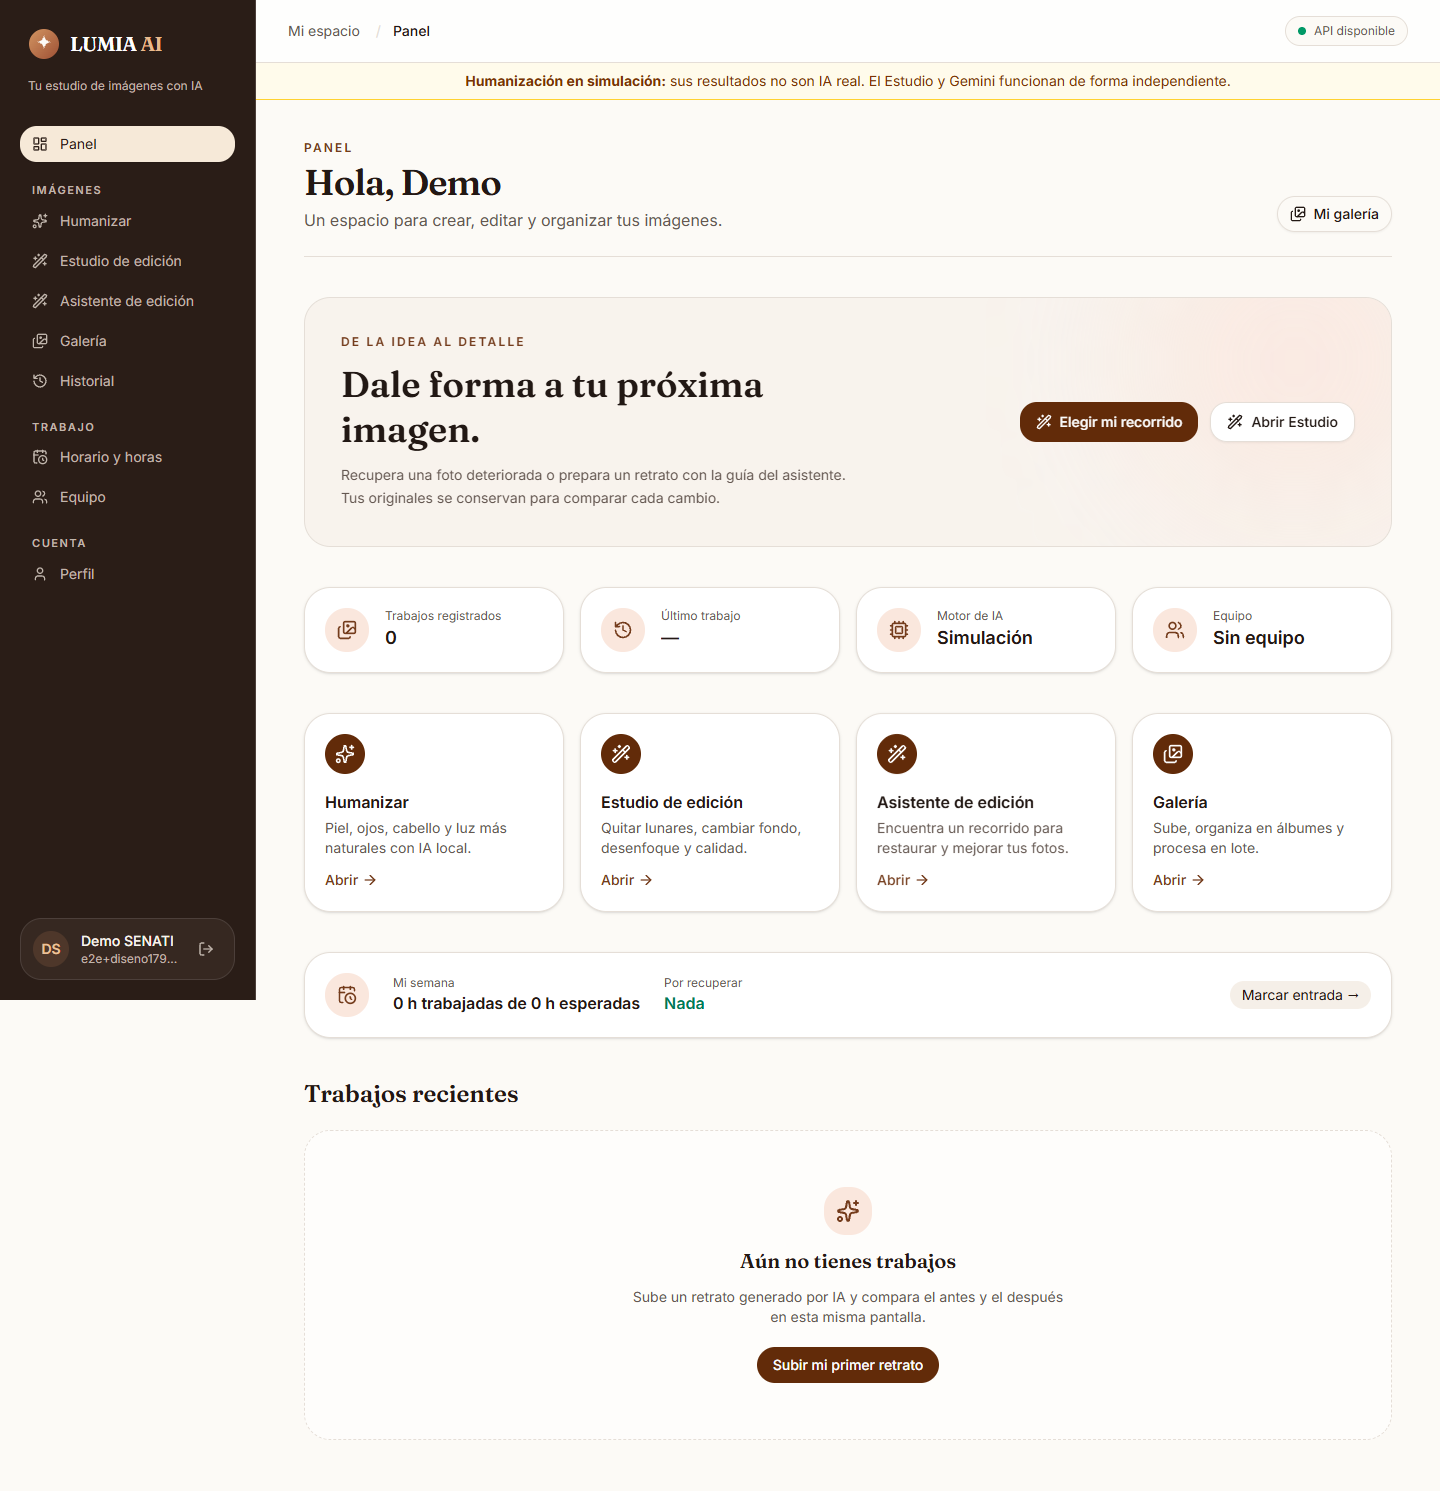 LUMIA AI
Tu estudio de imágenes con IA
Panel
IMÁGENES
Humanizar
Estudio de edición
Asistente de edición
Galería
Historial
TRABAJO
Horario y horas
Equipo
CUENTA
Perfil
DS
Demo SENATI
e2e+diseno179...
Mi espacio / Panel
API disponible
Humanización en simulación: sus resultados no son IA real. El Estudio y Gemini funcionan de forma independiente.
PANEL
Hola, Demo
Un espacio para crear, editar y organizar tus imágenes.
Mi galería
DE LA IDEA AL DETALLE
Dale forma a tu próxima
imagen.
Recupera una foto deteriorada o prepara un retrato con la guía del asistente.
Tus originales se conservan para comparar cada cambio.
Elegir mi recorrido
Abrir Estudio
Trabajos registrados
0
Último trabajo
—
Motor de IA
Simulación
Equipo
Sin equipo
Humanizar
Piel, ojos, cabello y luz más
naturales con IA local.
Abrir →
Estudio de edición
Quitar lunares, cambiar fondo,
desenfoque y calidad.
Abrir →
Asistente de edición
Encuentra un recorrido para
restaurar y mejorar tus fotos.
Abrir →
Galería
Sube, organiza en álbumes y
procesa en lote.
Abrir →
Mi semana
0 h trabajadas de 0 h esperadas
Por recuperar
Nada
Marcar entrada →
Trabajos recientes
Aún no tienes trabajos
Sube un retrato generado por IA y compara el antes y el después
en esta misma pantalla.
Subir mi primer retrato